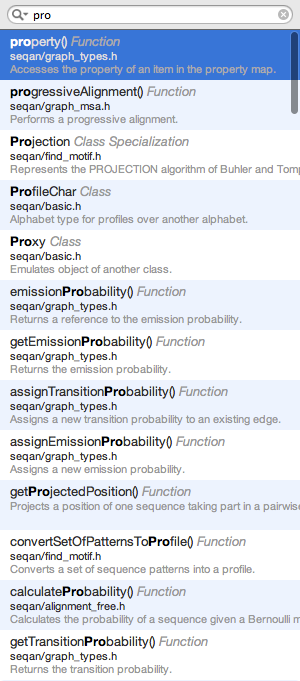 pro
property() Function
seqan/graph_types.h
Accesses the property of an item in the property map.
progressiveAlignment() Function
seqan/graph_msa.h
Performs a progressive alignment.
Projection Class Specialization
seqan/find_motif.h
Represents the PROJECTION algorithm of Buhler and Tomp
ProfileChar Class
seqan/basic.h
Alphabet type for profiles over another alphabet.
Proxy Class
seqan/basic.h
Emulates object of another class.
emissionProbability() Function
seqan/graph_types.h
Returns a reference to the emission probability.
getEmissionProbability() Function
seqan/graph_types.h
Returns the emission probability.
assignTransitionProbability() Function
seqan/graph_types.h
Assigns a new transition probability to an existing edge.
assignEmissionProbability() Function
seqan/graph_types.h
Assigns a new emission probability.
getProjectedPosition() Function
Projects a position of one sequence taking part in a pairwise
convertSetOfPatternsToProfile() Function
seqan/find_motif.h
Converts a set of sequence patterns into a profile.
calculateProbability() Function
seqan/alignment_free.h
Calculates the probability of a sequence given a Bernoulli m
getTransitionProbability() Function
seqan/graph_types.h
Returns the transition probability.